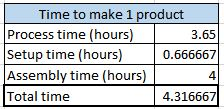 Time to make 1 product
Process time (hours) 3.65
Setup time (hours) 0.666667
Assembly time (hours) 4
Total time 4.316667